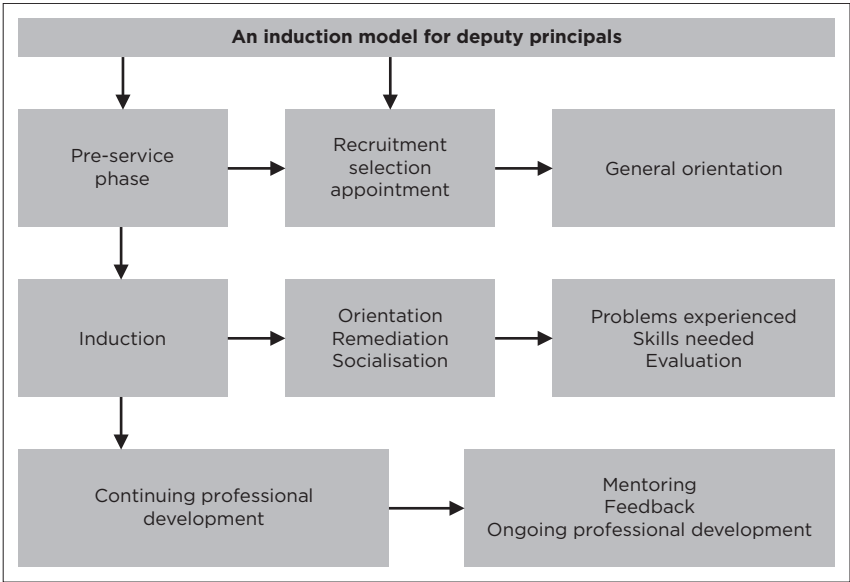 An induction model for deputy principals
Pre-service
phase
Recruitment
selection
appointment
General orientation
Induction
Orientation
Remediation
Socialisation
Problems experienced
Skills needed
Evaluation
Continuing professional
development
Mentoring
Feedback
Ongoing professional development